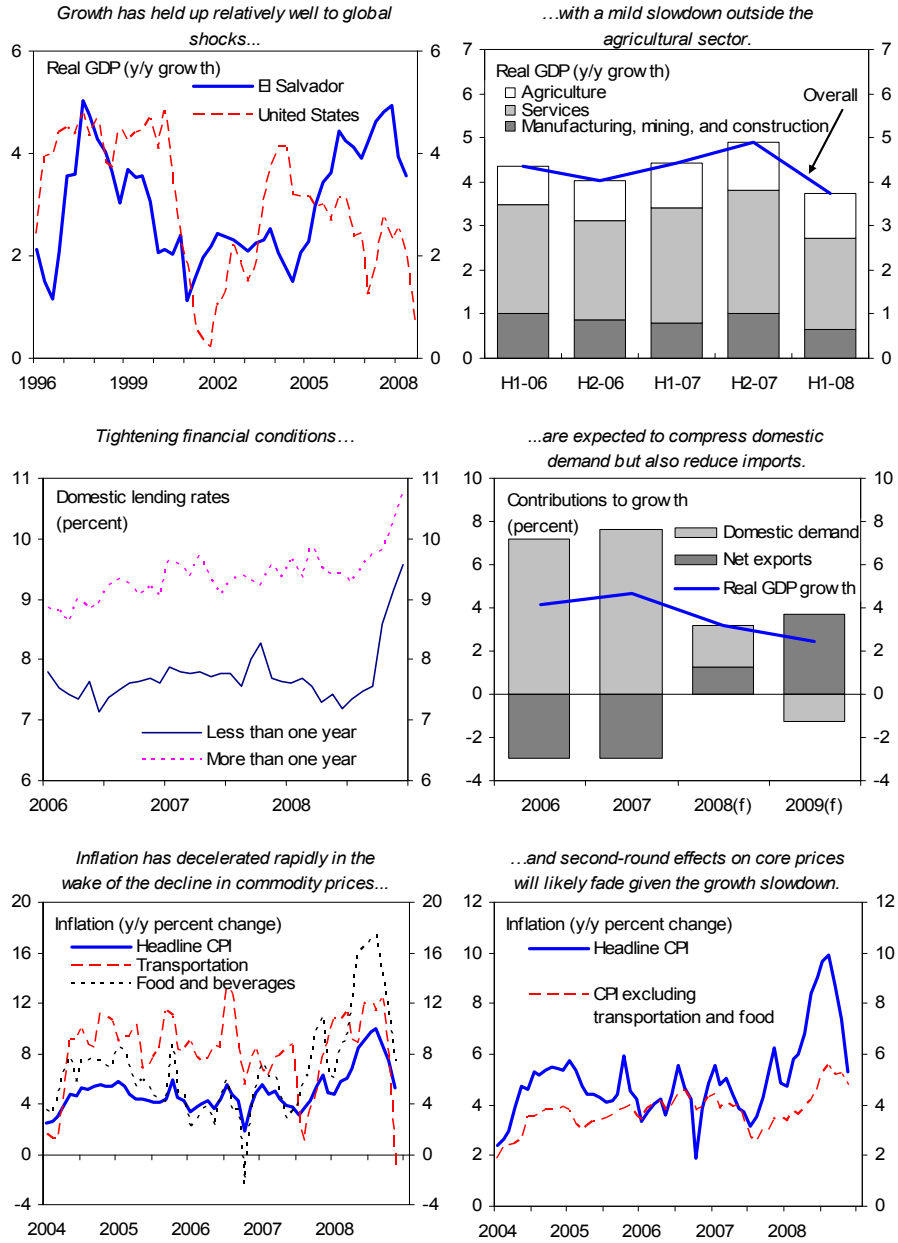 Growth has held up relatively well to global
shocks...
6
4
2
0
6
4
2
0
Real GDP (y/y growth)
El Salvador
United States
1996
1999
2002
2005
2008
…with a mild slowdown outside the
agricultural sector.
7
6
5
4
3
2
1
0
7
6
5
4
3
2
1
0
Real GDP (y/y growth)
Agriculture
Services
Manufacturing, mining, and construction
Overall
H1-06
H2-06
H1-07
H2-07
H1-08
Tightening financial conditions…
11
10
9
8
7
6
11
10
9
8
7
6
Domestic lending rates
(percent)
Less than one year
More than one year
2006
2007
2008
...are expected to compress domestic
demand but also reduce imports.
10
8
6
4
2
0
-2
-4
10
8
6
4
2
0
-2
-4
Contributions to growth
(percent)
Domestic demand
Net exports
Real GDP growth
2006
2007
2008(f)
2009(f)
Inflation has decelerated rapidly in the
wake of the decline in commodity prices...
20
16
12
8
4
0
-4
20
16
12
8
4
0
-4
Inflation (y/y percent change)
Headline CPI
Transportation
Food and beverages
2004
2005
2006
2007
2008
…and second-round effects on core prices
will likely fade given the growth slowdown.
12
10
8
6
4
2
0
12
10
8
6
4
2
0
Inflation (y/y percent change)
Headline CPI
CPI excluding
transportation and food
2004
2005
2006
2007
2008